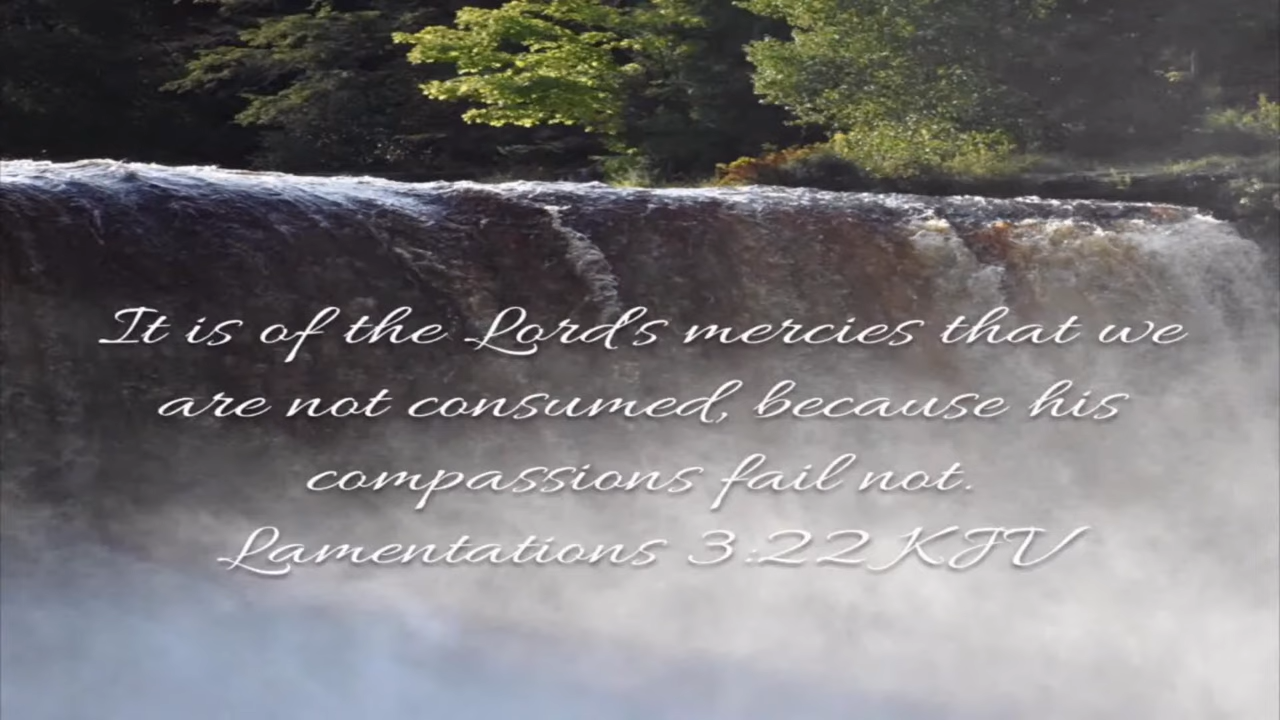 It is of the Lord's mercies that we
are not consumed, because his
compassions fail not.
Lamentations 3:22 KJV